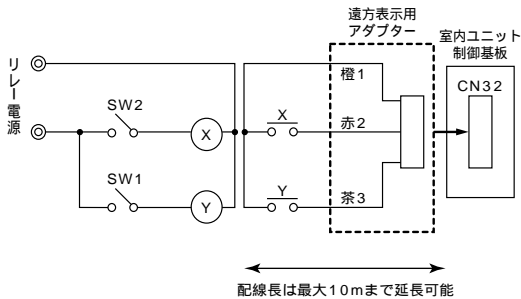 遠方表示用
アダプター
室内ユニット
制御基板
リレー電源
橙1
CN32
SW2
X
X
赤2
SW1
Y
Y
茶3
配線長は最大10mまで延長可能